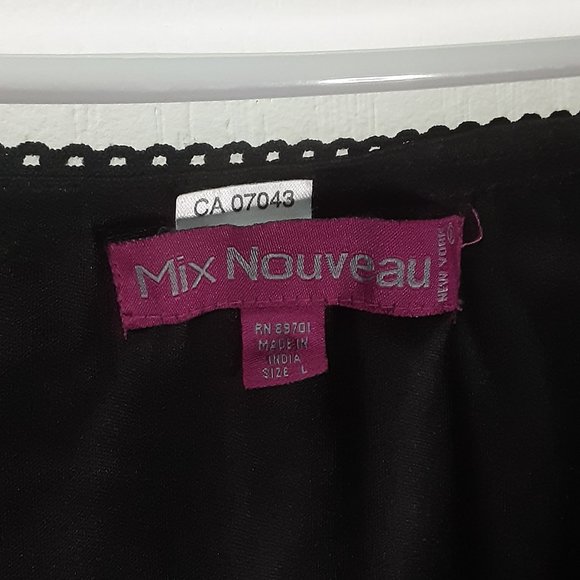 CA 07043
Mix Nouveau
NEW YORK
RN 89701
MADE IN
INDIA
SIZE L